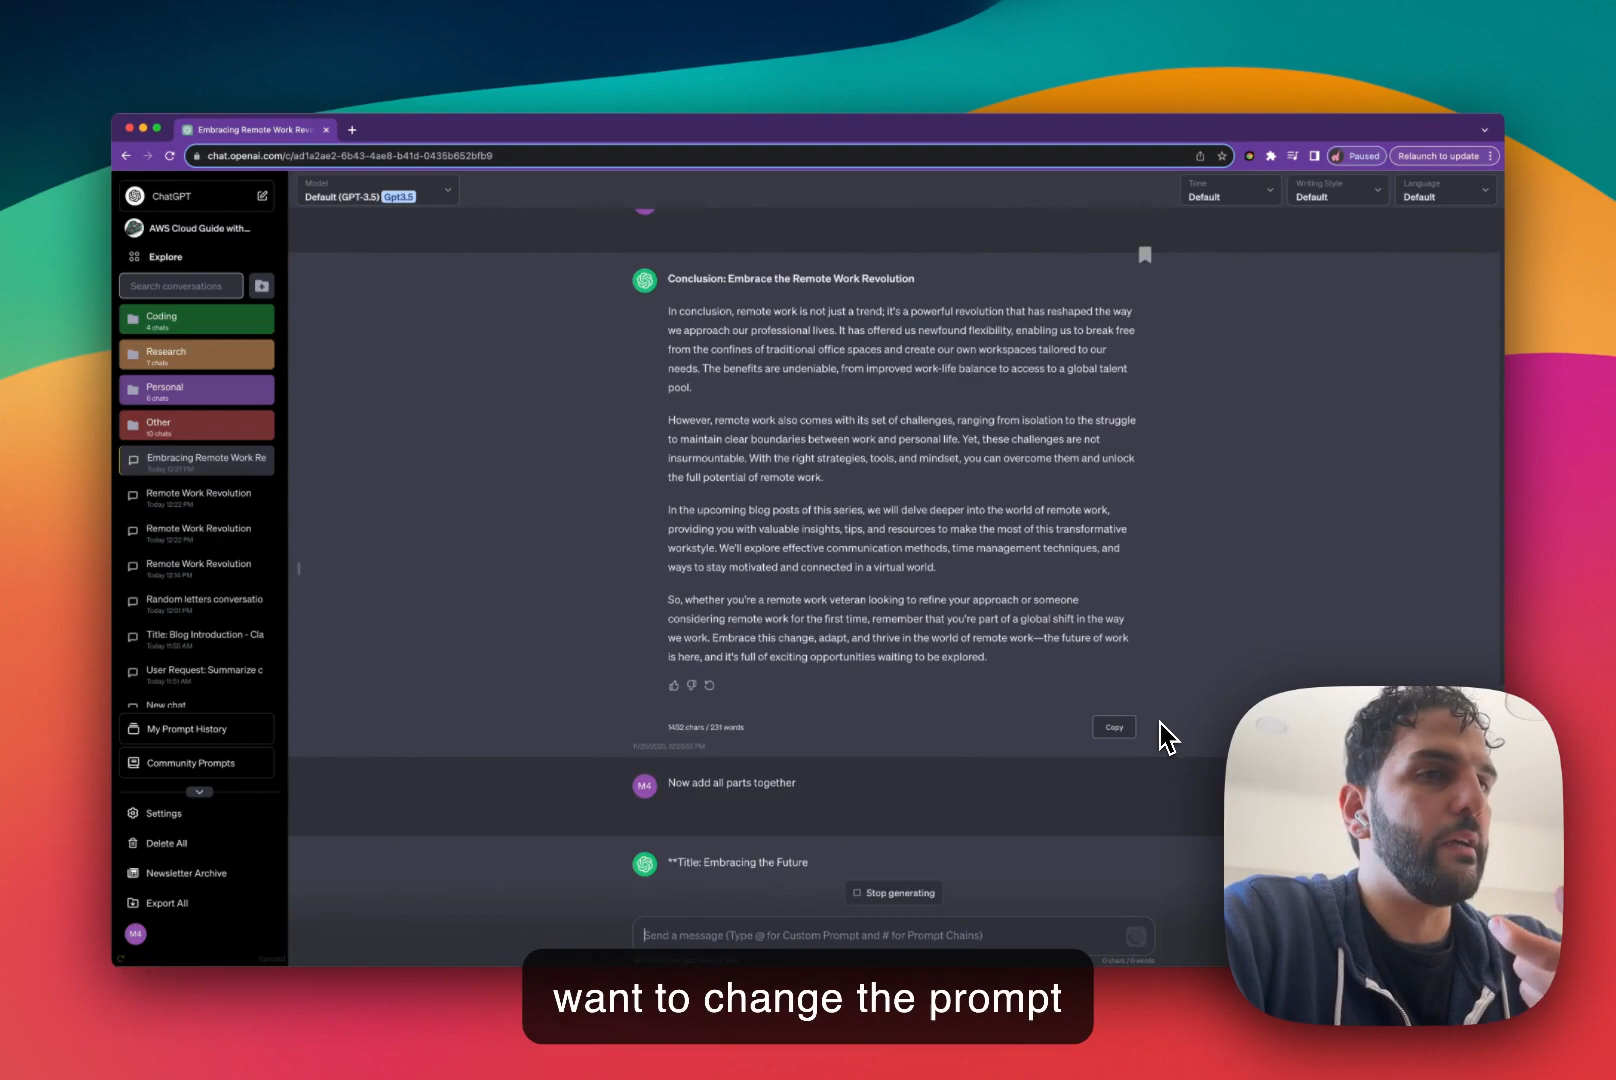 Embracing Remote Work Revo
chat.openai.com/c/ad1a2ae2-6b43-4ae8-b41d-0435b652bfb9
Paused
Relaunch to update
ChatGPT
AWS Cloud Guide with...
Explore
Search conversations
Coding
4 chats
Research
7 chats
Personal
6 chats
Other
10 chats
Embracing Remote Work Re
Today 12:27 PM
Remote Work Revolution
Today 12:22 PM
Remote Work Revolution
Today 12:22 PM
Remote Work Revolution
Today 12:14 PM
Random letters conversatio
Today 12:01 PM
Title: Blog Introduction - Cla
Today 11:55 AM
User Request: Summarize c
Today 11:51 AM
New chat
My Prompt History
Community Prompts
Settings
Delete All
Newsletter Archive
Export All
M4
Synced
Model
Default (GPT-3.5) Gpt3.5
Tone
Default
Writing Style
Default
Language
Default
Conclusion: Embrace the Remote Work Revolution
In conclusion, remote work is not just a trend; it's a powerful revolution that has reshaped the way
we approach our professional lives. It has offered us newfound flexibility, enabling us to break free
from the confines of traditional office spaces and create our own workspaces tailored to our
needs. The benefits are undeniable, from improved work-life balance to access to a global talent
pool.
However, remote work also comes with its set of challenges, ranging from isolation to the struggle
to maintain clear boundaries between work and personal life. Yet, these challenges are not
insurmountable. With the right strategies, tools, and mindset, you can overcome them and unlock
the full potential of remote work.
In the upcoming blog posts of this series, we will delve deeper into the world of remote work,
providing you with valuable insights, tips, and resources to make the most of this transformative
workstyle. We'll explore effective communication methods, time management techniques, and
ways to stay motivated and connected in a virtual world.
So, whether you're a remote work veteran looking to refine your approach or someone
considering remote work for the first time, remember that you're part of a global shift in the way
we work. Embrace this change, adapt, and thrive in the world of remote work—the future of work
is here, and it's full of exciting opportunities waiting to be explored.
1452 chars / 231 words
Copy
M4
Now add all parts together
**Title: Embracing the Future
Stop generating
Send a message (Type @ for Custom Prompt and # for Prompt Chains)
0 chars / 0 words
want to change the prompt